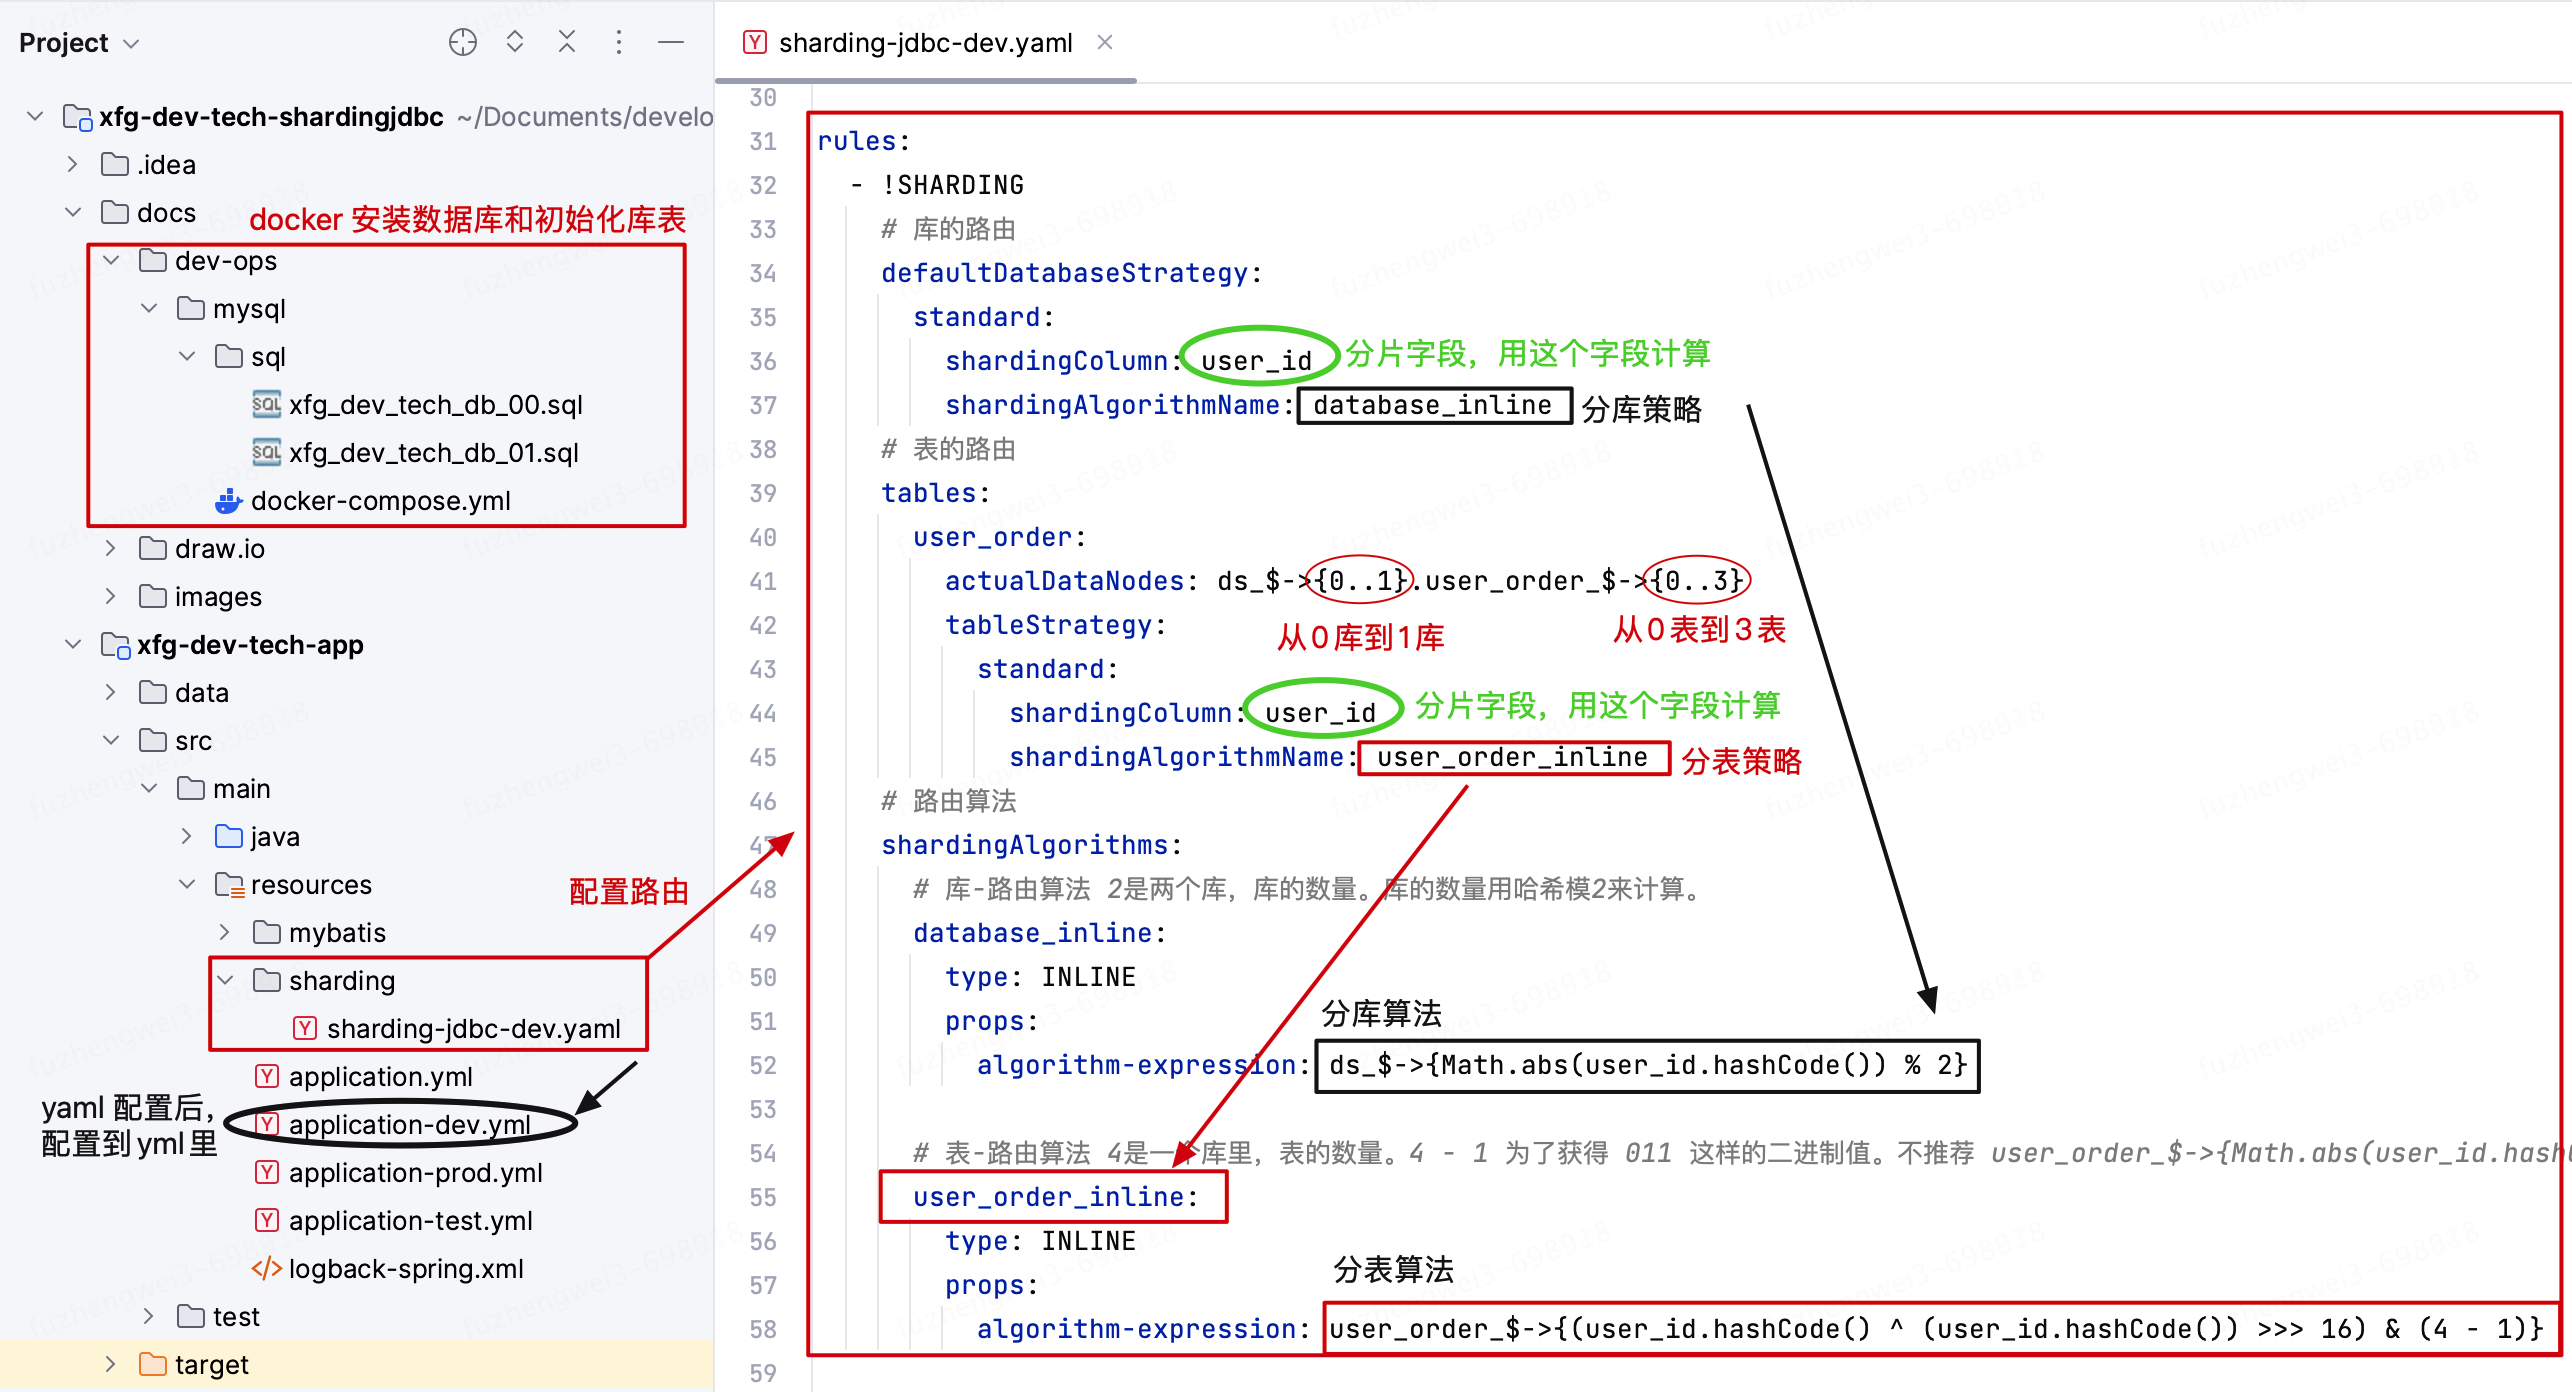 Project
xfg-dev-tech-shardingjdbc ~/Documents/develo
.idea
docs
docker 安装数据库和初始化库表
dev-ops
mysql
sql
xfg_dev_tech_db_00.sql
xfg_dev_tech_db_01.sql
docker-compose.yml
draw.io
images
xfg-dev-tech-app
data
src
main
java
resources
配置路由
mybatis
sharding
sharding-jdbc-dev.yaml
application.yml
yaml 配置后，
配置到 yml 里
application-dev.yml
application-prod.yml
application-test.yml
logback-spring.xml
test
target
sharding-jdbc-dev.yaml
30
31 rules:
32 - !SHARDING
33 # 库的路由
34 defaultDatabaseStrategy:
35 standard:
36 shardingColumn: user_id 分片字段，用这个字段计算
37 shardingAlgorithmName: database_inline 分库策略
38 # 表的路由
39 tables:
40 user_order:
41 actualDataNodes: ds_$->{0..1}.user_order_$->{0..3}
42 tableStrategy:
从0库到1库 从0表到3表
43 standard:
44 shardingColumn: user_id 分片字段，用这个字段计算
45 shardingAlgorithmName: user_order_inline 分表策略
46 # 路由算法
47 shardingAlgorithms:
48 # 库-路由算法 2是两个库，库的数量。库的数量用哈希模2来计算。
49 database_inline:
50 type: INLINE
51 props:
分库算法
52 algorithm-expression: ds_$->{Math.abs(user_id.hashCode()) % 2}
53
54 # 表-路由算法 4是一个库里，表的数量。4 - 1 为了获得 011 这样的二进制值。不推荐 user_order_$->{Math.abs(user_id.hash
55 user_order_inline:
56 type: INLINE
57 props:
分表算法
58 algorithm-expression: user_order_$->{(user_id.hashCode() ^ (user_id.hashCode()) >>> 16) & (4 - 1)}
59
fuzhengwei3-698918